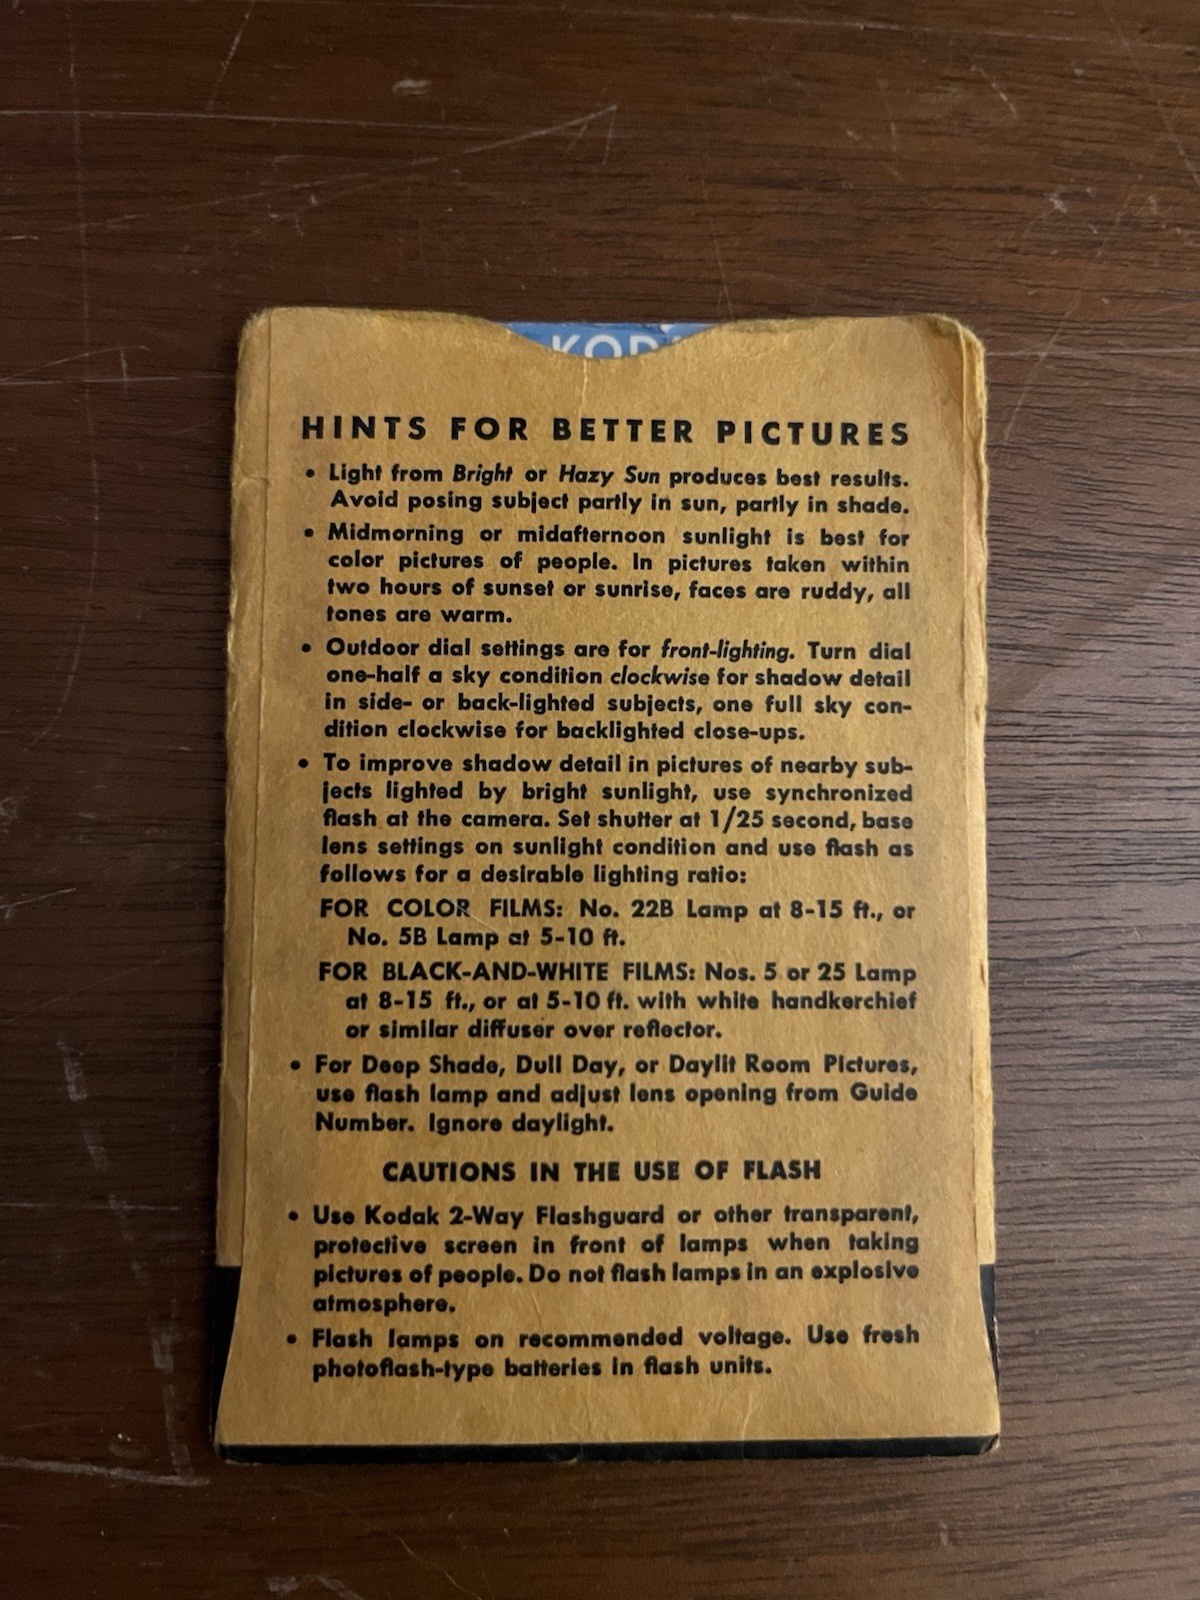 KOD
HINTS FOR BETTER PICTURES
• Light from Bright or Hazy Sun produces best results.
Avoid posing subject partly in sun, partly in shade.
• Midmorning or midafternoon sunlight is best for
color pictures of people. In pictures taken within
two hours of sunset or sunrise, faces are ruddy, all
tones are warm.
• Outdoor dial settings are for front-lighting. Turn dial
one-half a sky condition clockwise for shadow detail
in side- or back-lighted subjects, one full sky con-
dition clockwise for backlighted close-ups.
• To improve shadow detail in pictures of nearby sub-
jects lighted by bright sunlight, use synchronized
flash at the camera. Set shutter at 1/25 second, base
lens settings on sunlight condition and use flash as
follows for a desirable lighting ratio:
FOR COLOR FILMS: No. 22B Lamp at 8-15 ft., or
No. 5B Lamp at 5-10 ft.
FOR BLACK-AND-WHITE FILMS: Nos. 5 or 25 Lamp
at 8-15 ft., or at 5-10 ft. with white handkerchief
or similar diffuser over reflector.
• For Deep Shade, Dull Day, or Daylit Room Pictures,
use flash lamp and adjust lens opening from Guide
Number. Ignore daylight.
CAUTIONS IN THE USE OF FLASH
• Use Kodak 2-Way Flashguard or other transparent,
protective screen in front of lamps when taking
pictures of people. Do not flash lamps in an explosive
atmosphere.
• Flash lamps on recommended voltage. Use fresh
photoflash-type batteries in flash units.